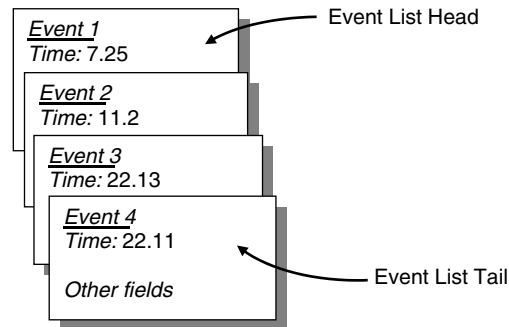 Event List Head
Event 1
Time: 7.25
Event 2
Time: 11.2
Event 3
Time: 22.13
Event 4
Time: 22.11
Event List Tail
Other fields